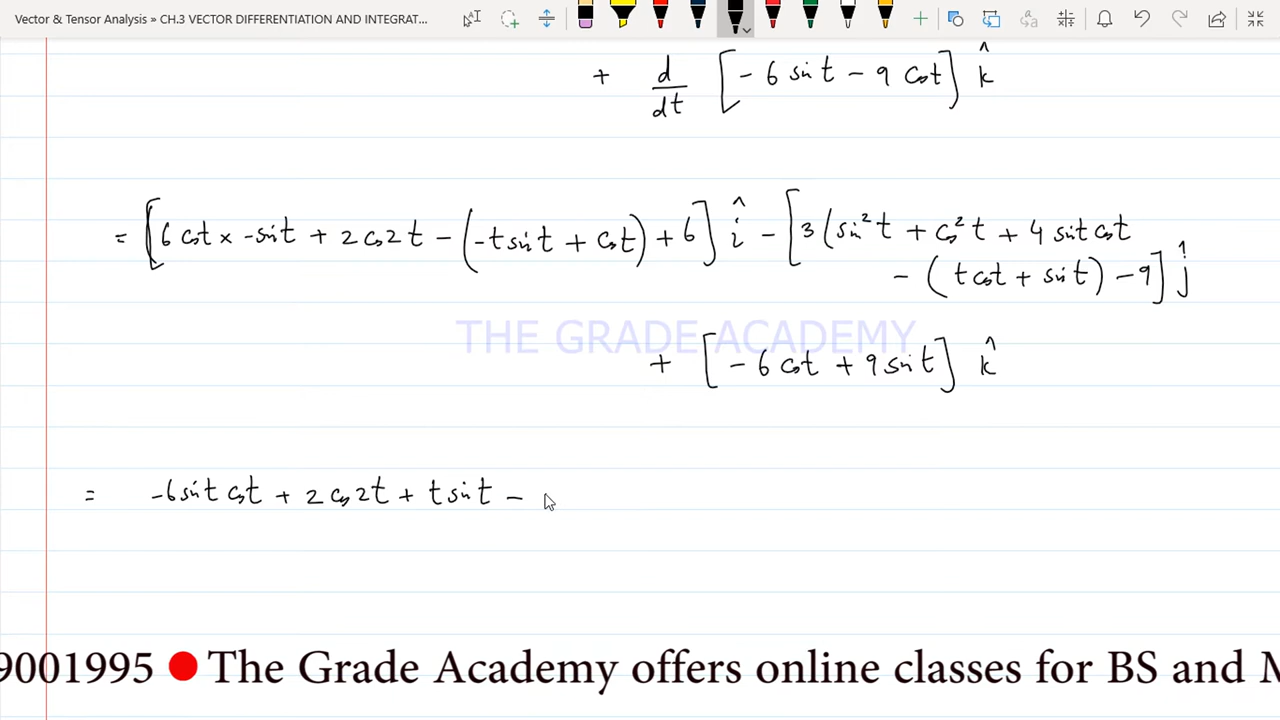 Vector & Tensor Analysis » CH.3 VECTOR DIFFERENTIATION AND INTEGRAT...
+ d/dt [- 6 sin t - 9 cos t] k̂
= [6 cos t × -sin t + 2 cos 2t - (-t sin t + cos t) + 6] î - [3 (sin² t + cos² t + 4 sin t cos t
- (t cos t + sin t) - 9] ĵ
THE GRADE ACADEMY
+ [- 6 cos t + 9 sin t] k̂
= -6 sin t cos t + 2 cos 2t + t sin t -
9001995 🔴 The Grade Academy offers online classes for BS and M